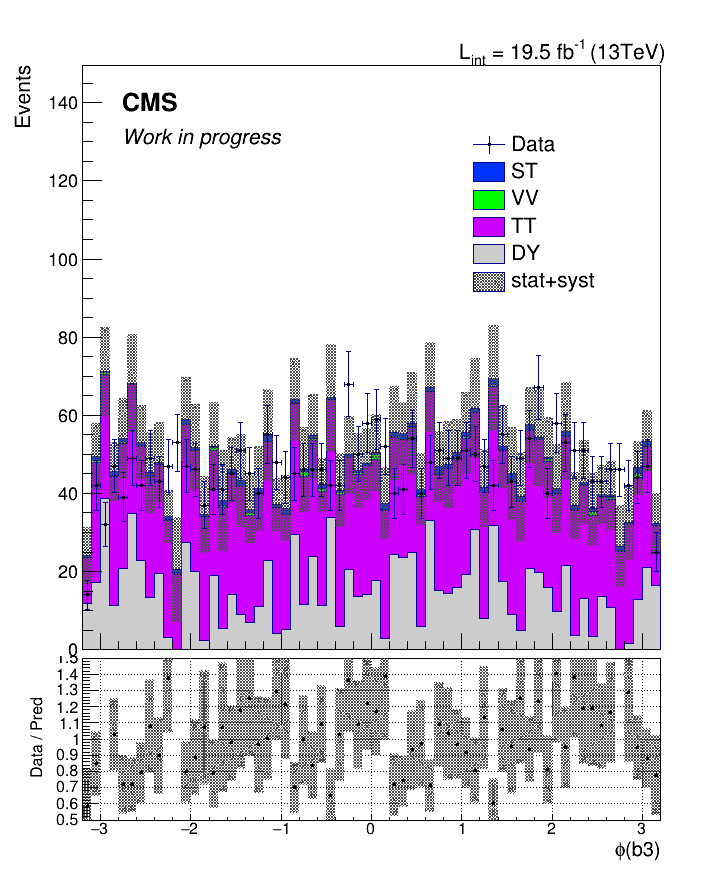 L_int = 19.5 fb^-1 (13TeV)
Events
CMS
Work in progress
Data
ST
VV
TT
DY
stat+syst
140
120
100
80
60
40
20
0
Data / Pred
1.5
1.4
1.3
1.2
1.1
1
0.9
0.8
0.7
0.6
0.5
−3 −2 −1 0 1 2 3
ϕ(b3)